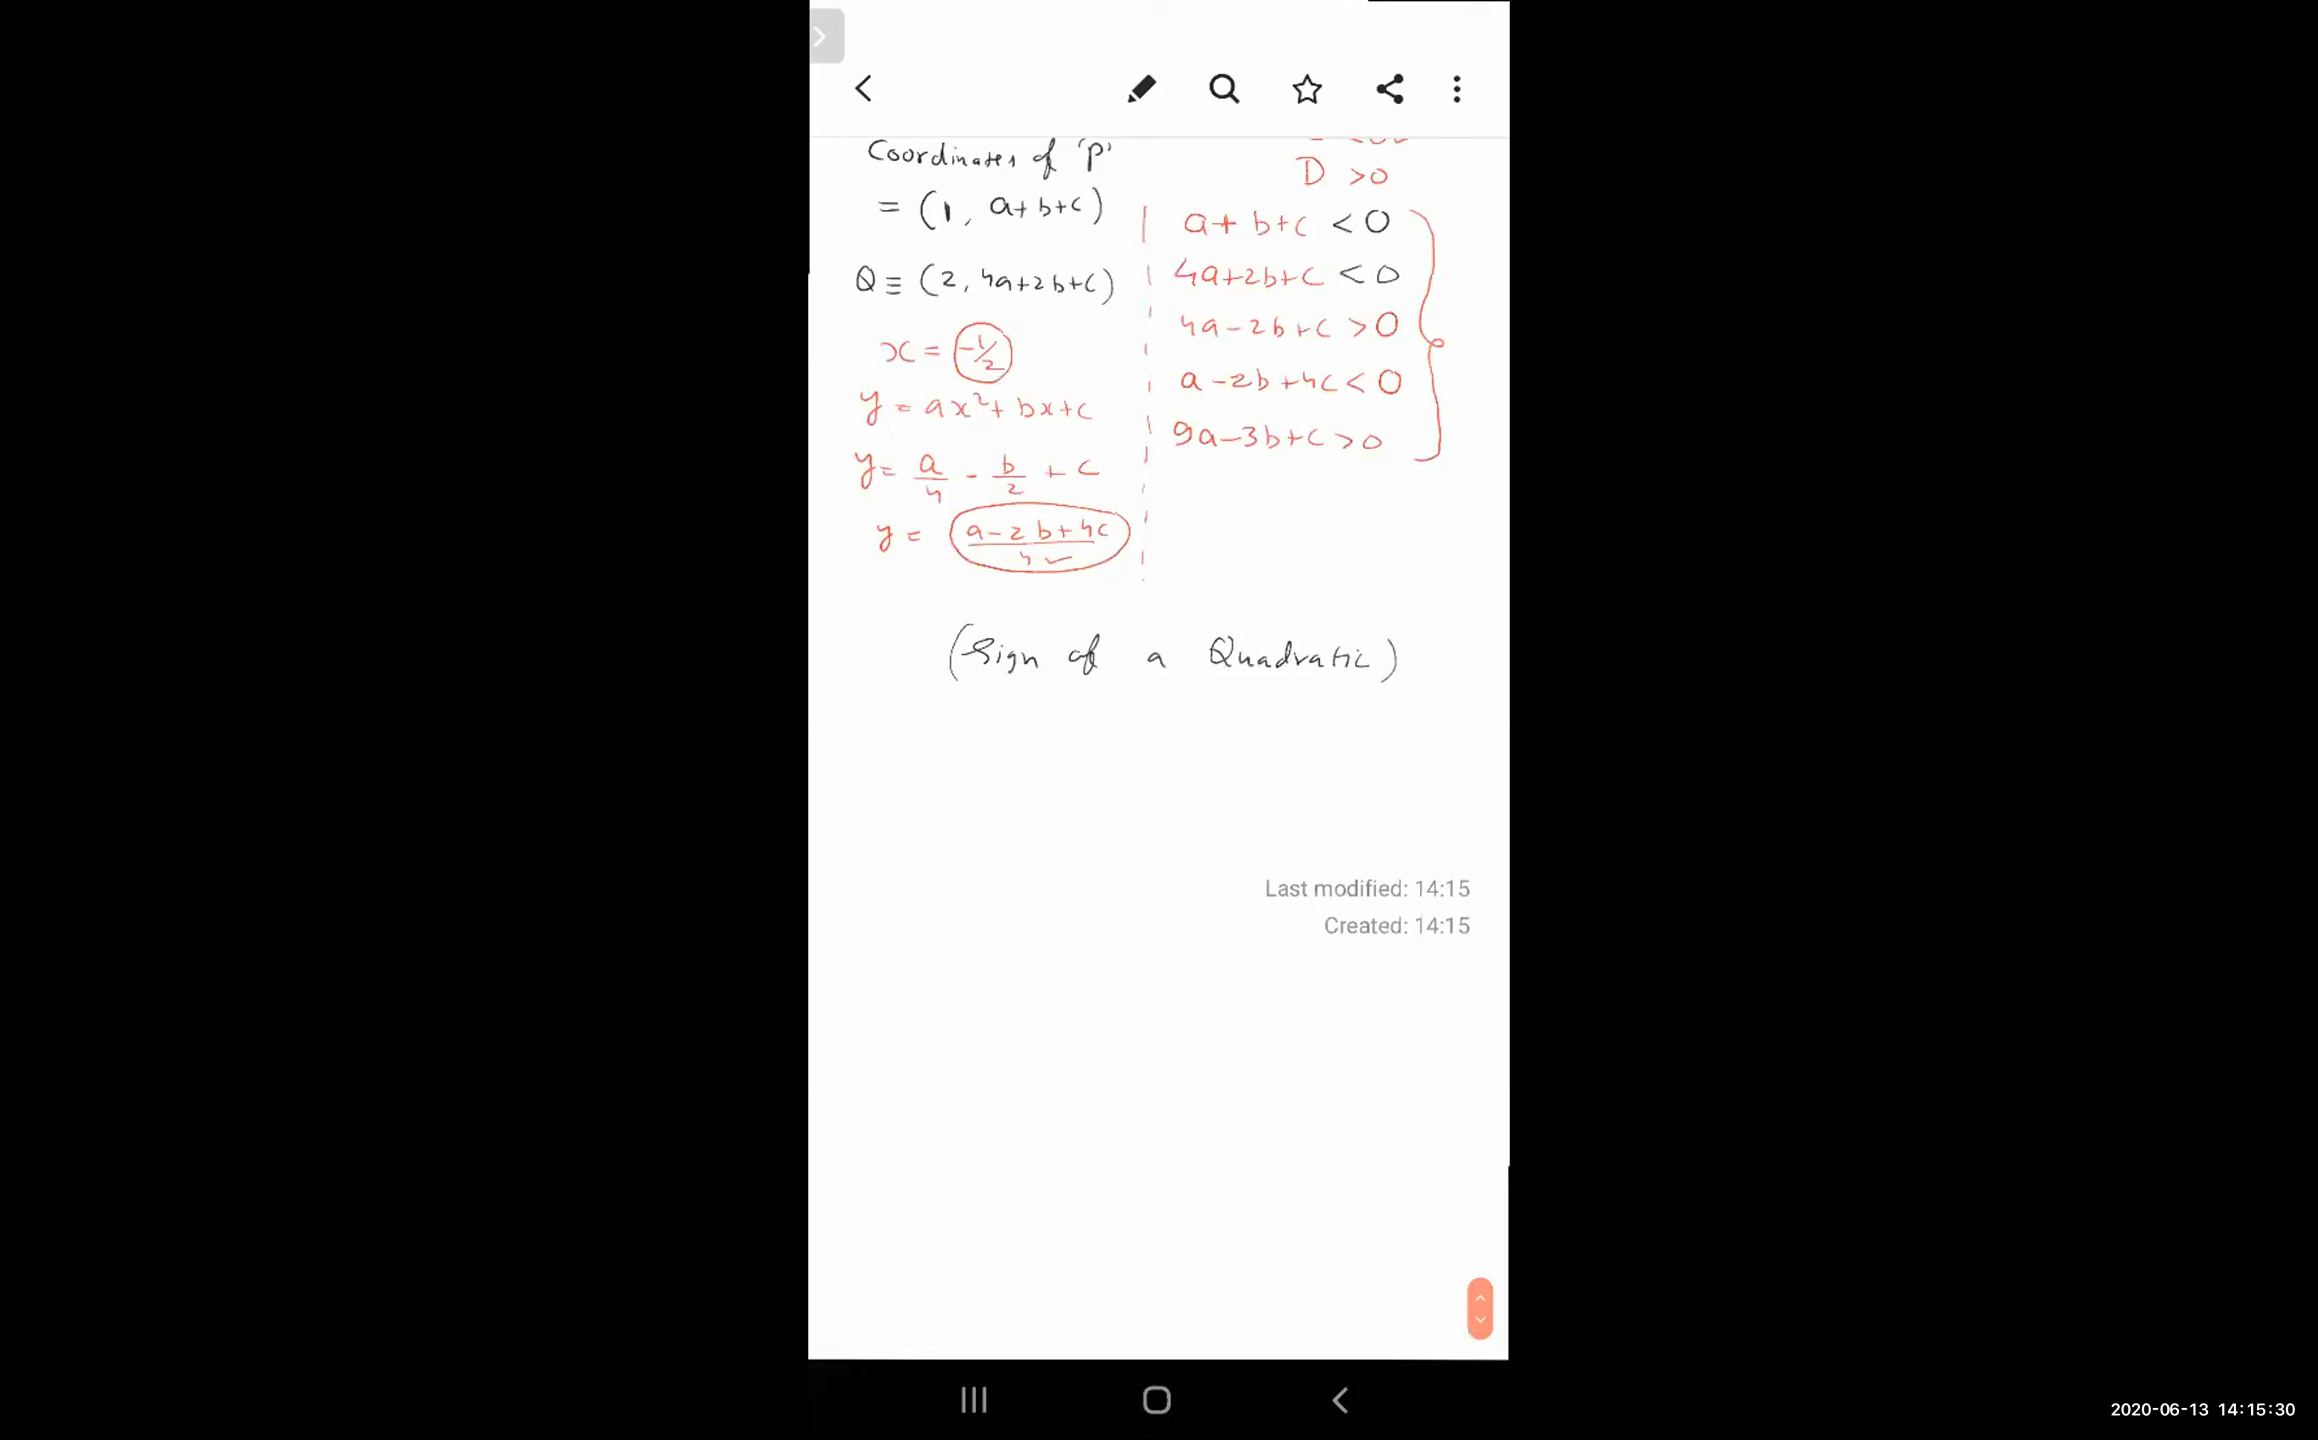 Coordinates of 'P'
= (1, a+b+c)
Q ≡ (2, 4a+2b+c)
x = -1/2
y = ax²+bx+c
y = a/4 - b/2 + c
y = (a-2b+4c)/4 ✓
D >0
a+b+c <0
4a+2b+c <0
4a-2b+c >0
a-2b+4c<0
9a-3b+c>0
(Sign of a Quadratic)
Last modified: 14:15
Created: 14:15
2020-06-13 14:15:30